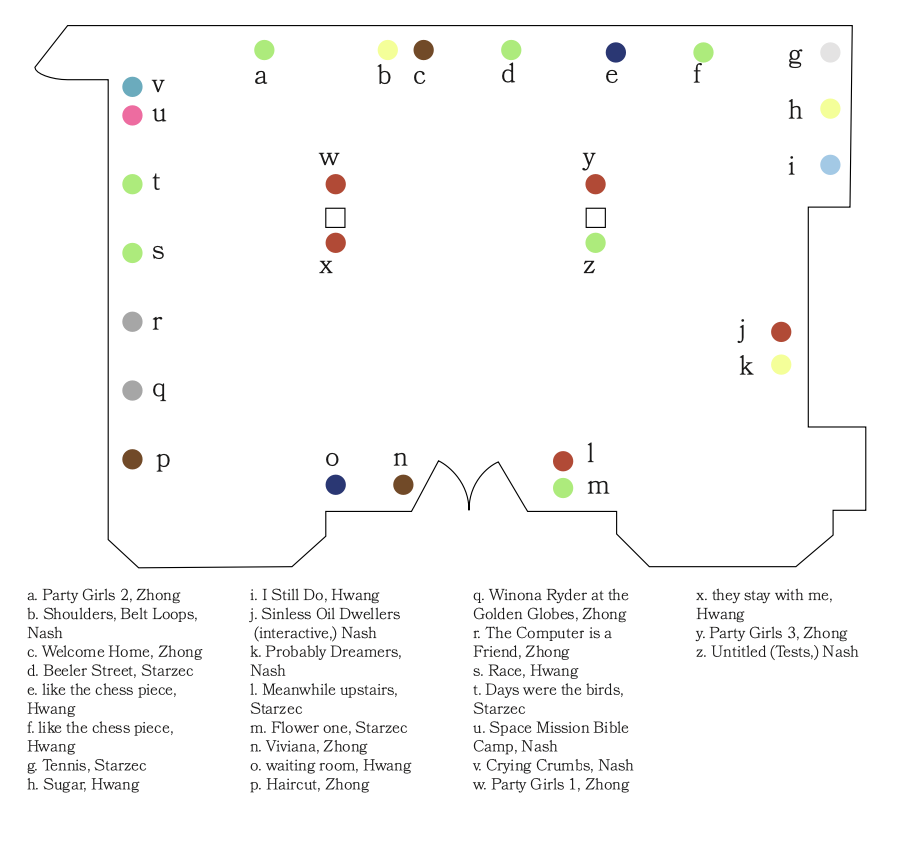 a
b
c
d
e
f
g
h
i
v
u
t
s
r
q
p
w
x
y
z
j
k
o
n
l
m
a. Party Girls 2, Zhong
b. Shoulders, Belt Loops,
Nash
c. Welcome Home, Zhong
d. Beeler Street, Starzec
e. like the chess piece,
Hwang
f. like the chess piece,
Hwang
g. Tennis, Starzec
h. Sugar, Hwang
i. I Still Do, Hwang
j. Sinless Oil Dwellers
(interactive,) Nash
k. Probably Dreamers,
Nash
l. Meanwhile upstairs,
Starzec
m. Flower one, Starzec
n. Viviana, Zhong
o. waiting room, Hwang
p. Haircut, Zhong
q. Winona Ryder at the
Golden Globes, Zhong
r. The Computer is a
Friend, Zhong
s. Race, Hwang
t. Days were the birds,
Starzec
u. Space Mission Bible
Camp, Nash
v. Crying Crumbs, Nash
w. Party Girls 1, Zhong
x. they stay with me,
Hwang
y. Party Girls 3, Zhong
z. Untitled (Tests,) Nash